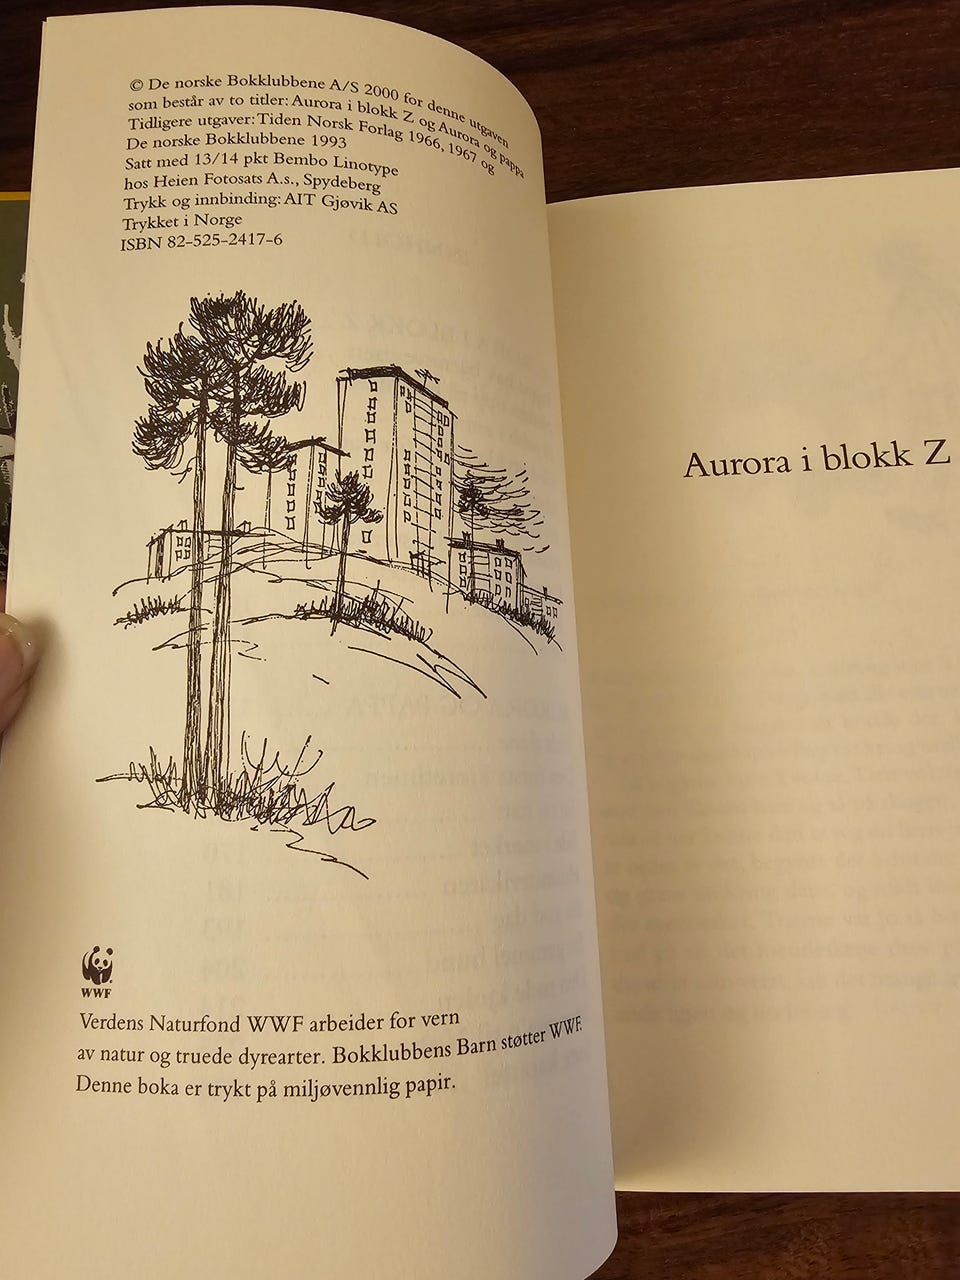 © De norske Bokklubbene A/S 2000 for denne utgaven
som består av to titler: Aurora i blokk Z og Aurora og pappa
Tidligere utgaver: Tiden Norsk Forlag 1966, 1967 og
De norske Bokklubbene 1993
Satt med 13/14 pkt Bembo Linotype
hos Heien Fotosats A.s., Spydeberg
Trykk og innbinding: AIT Gjøvik AS
Trykket i Norge
ISBN 82-525-2417-6
WWF
Verdens Naturfond WWF arbeider for vern
av natur og truede dyrearter. Bokklubbens Barn støtter WWF.
Denne boka er trykt på miljøvennlig papir.
Aurora i blokk Z